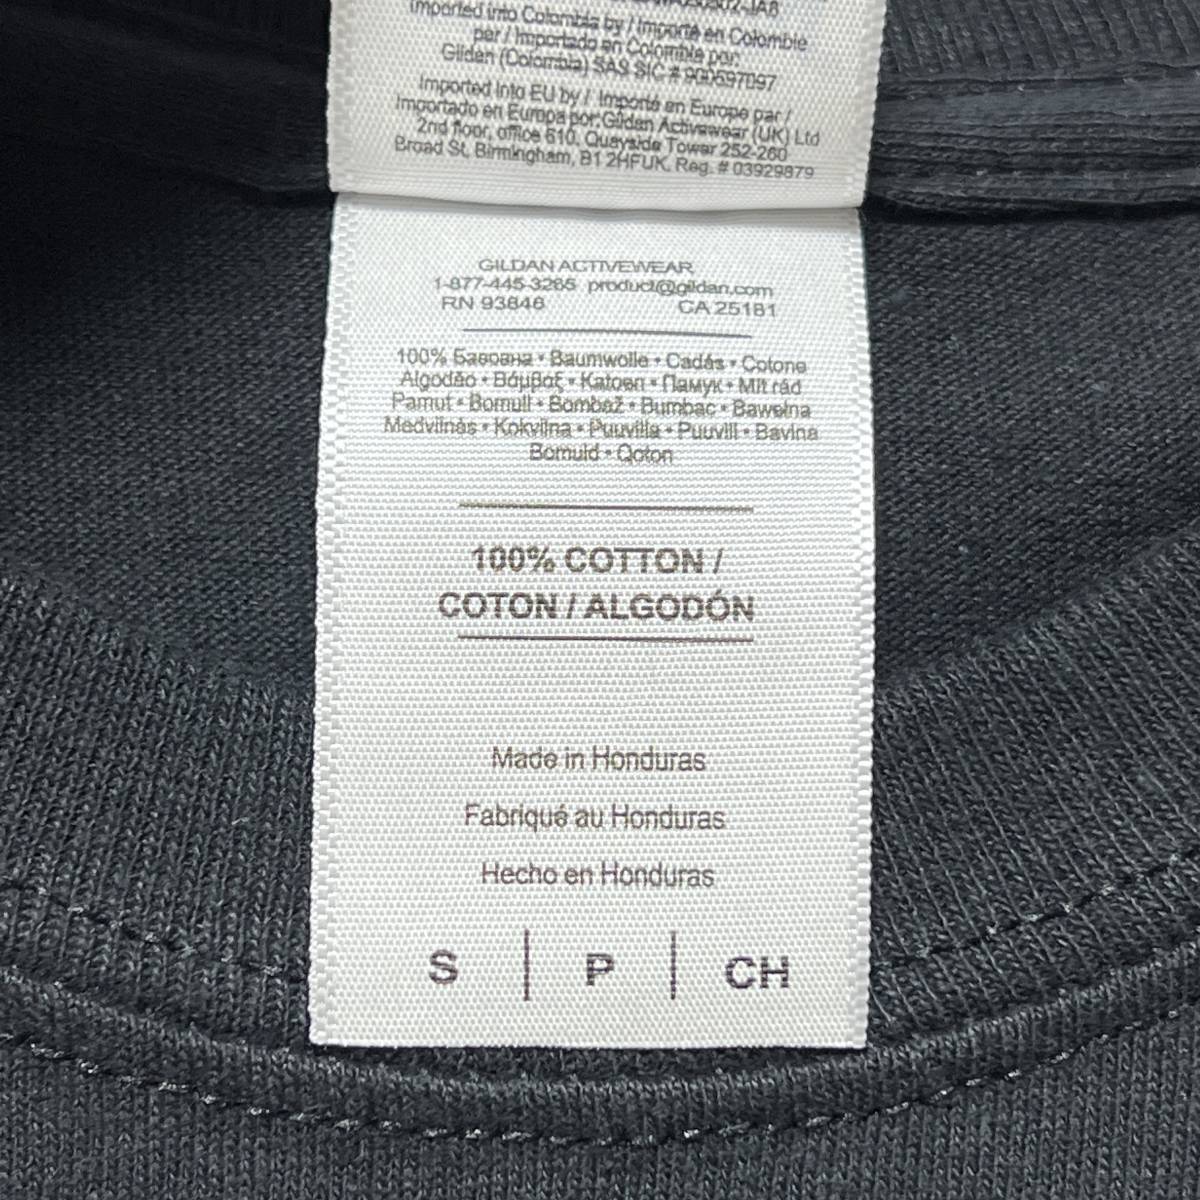 Imported into Colombia by / Importé en Colombie
par / Importado en Colombia por:
Gildan (Colombia) SAS SIC # 900597097
Imported into EU by / Importé en Europe par /
Importado en Europa por:Gildan Activewear (UK) Ltd
2nd floor, office 610, Quayside Tower 252-260
Broad St, Birmingham, B1 2HFUK, Reg. # 03929879
GILDAN ACTIVEWEAR
1-877-445-3265 product@gildan.com
RN 93846 CA 25181
100% Бавовна • Baumwolle • Cadás • Cotone
Algodão • Βάμβαξ • Katoen • Памук • Mit rád
Pamut • Bomull • Bombaž • Bumbac • Bawełna
Medvilnės • Kokvilna • Puuvilla • Puuvill • Bavlna
Bomuld • Qoton
100% COTTON /
COTON / ALGODÓN
Made in Honduras
Fabriqué au Honduras
Hecho en Honduras
S | P | CH